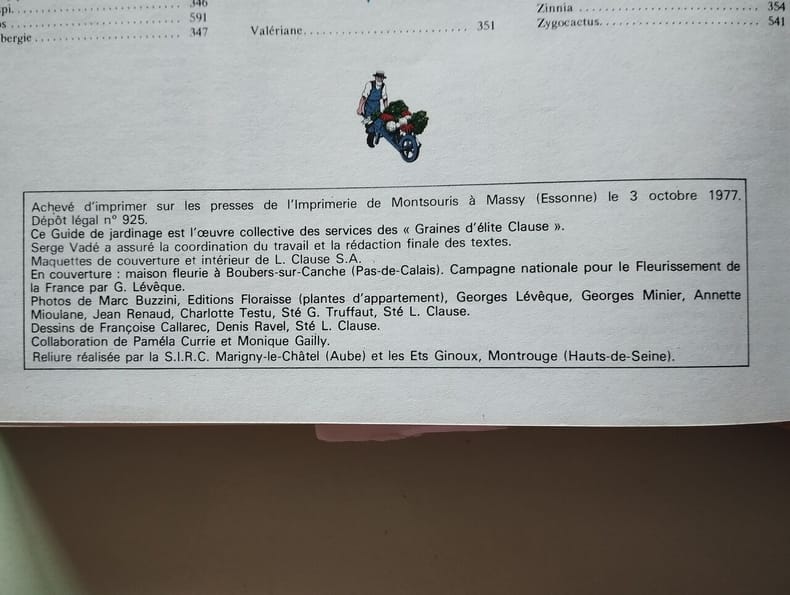 346
591
bergie 347
Valériane 351
Zinnia 354
Zygocactus 541
Achevé d'imprimer sur les presses de l'Imprimerie de Montsouris à Massy (Essonne) le 3 octobre 1977.
Dépôt légal n° 925.
Ce Guide de jardinage est l'œuvre collective des services des « Graines d'élite Clause ».
Serge Vadé a assuré la coordination du travail et la rédaction finale des textes.
Maquettes de couverture et intérieur de L. Clause S.A.
En couverture : maison fleurie à Boubers-sur-Canche (Pas-de-Calais). Campagne nationale pour le Fleurissement de
la France par G. Lévêque.
Photos de Marc Buzzini, Editions Floraisse (plantes d'appartement), Georges Lévêque, Georges Minier, Annette
Mioulane, Jean Renaud, Charlotte Testu, Sté G. Truffaut, Sté L. Clause.
Dessins de Françoise Callarec, Denis Ravel, Sté L. Clause.
Collaboration de Paméla Currie et Monique Gailly.
Reliure réalisée par la S.I.R.C. Marigny-le-Châtel (Aube) et les Ets Ginoux, Montrouge (Hauts-de-Seine).